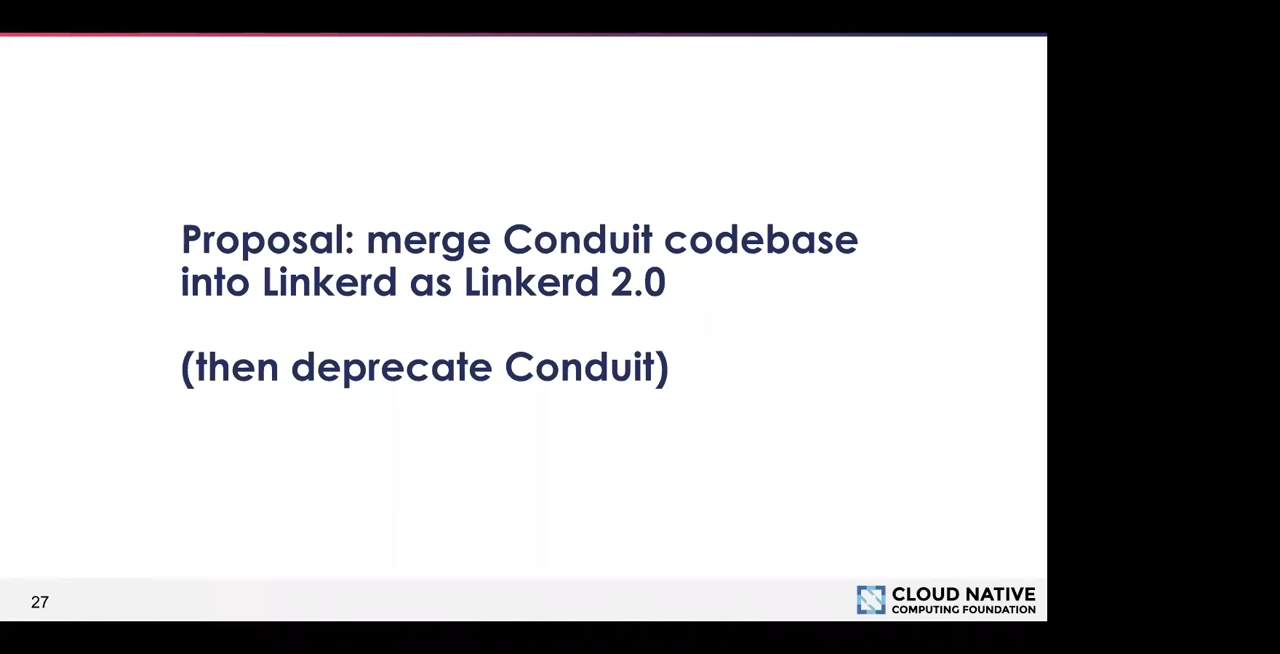 Proposal: merge Conduit codebase
into Linkerd as Linkerd 2.0
(then deprecate Conduit)
27
CLOUD NATIVE
COMPUTING FOUNDATION